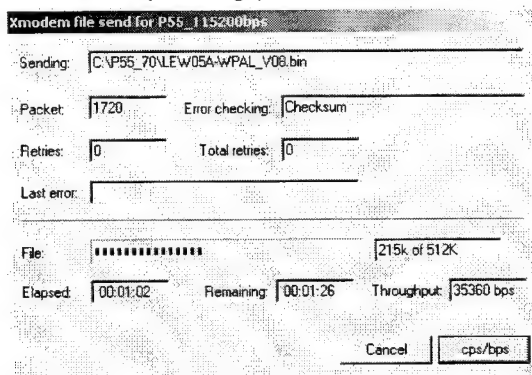 Xmodem file send for P55_115200bps
Sending: C:\P55_70\LEW05A-WPAL_V08.bin
Packet: 1720 Error checking: Checksum
Retries: 0 Total retries: 0
Last error:
File: 215k of 512K
Elapsed: 00:01:02 Remaining: 00:01:26 Throughput: 35360 bps
Cancel cps/bps